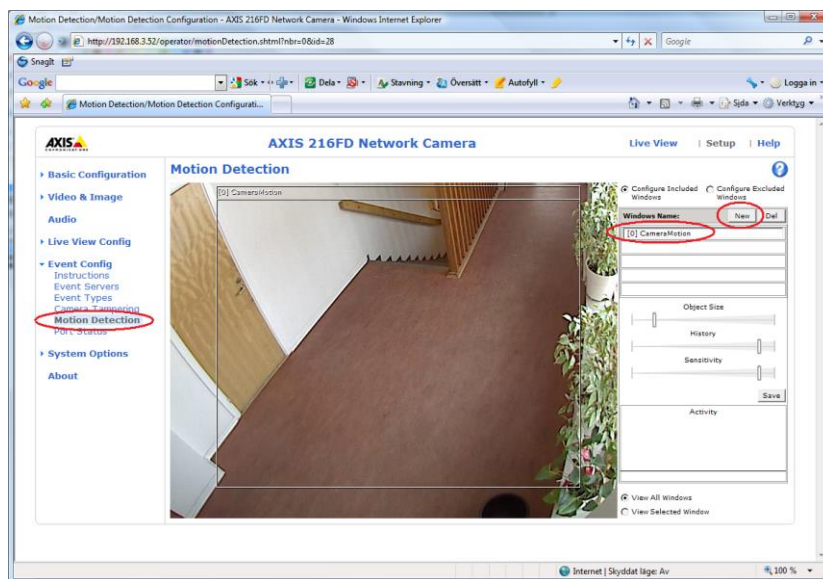 Motion Detection/Motion Detection Configuration - AXIS 216FD Network Camera - Windows Internet Explorer
http://192.168.3.52/operator/motionDetection.shtml?nbr=0&id=28
Google
SnagIt
Google
Sök
Dela
Stavning
Översätt
Autofyll
Logga in
Motion Detection/Motion Detection Configurati...
Sida
Verktyg
AXIS
COMMUNICATIONS
AXIS 216FD Network Camera
Live View | Setup | Help
Basic Configuration
Video & Image
Audio
Live View Config
Event Config
Instructions
Event Servers
Event Types
Camera Tampering
Motion Detection
Port Status
System Options
About
Motion Detection
[0] CameraMotion
Configure Included Windows
Configure Excluded Windows
Windows Name:
New
Del
[0] CameraMotion
Object Size
History
Sensitivity
Save
Activity
View All Windows
View Selected Window
Internet | Skyddat läge: Av
100 %